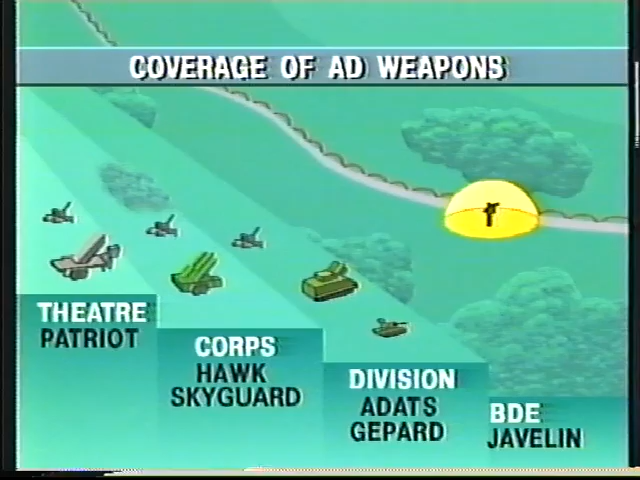 COVERAGE OF AD WEAPONS
THEATRE
PATRIOT
CORPS
HAWK
SKYGUARD
DIVISION
ADATS
GEPARD
BDE
JAVELIN